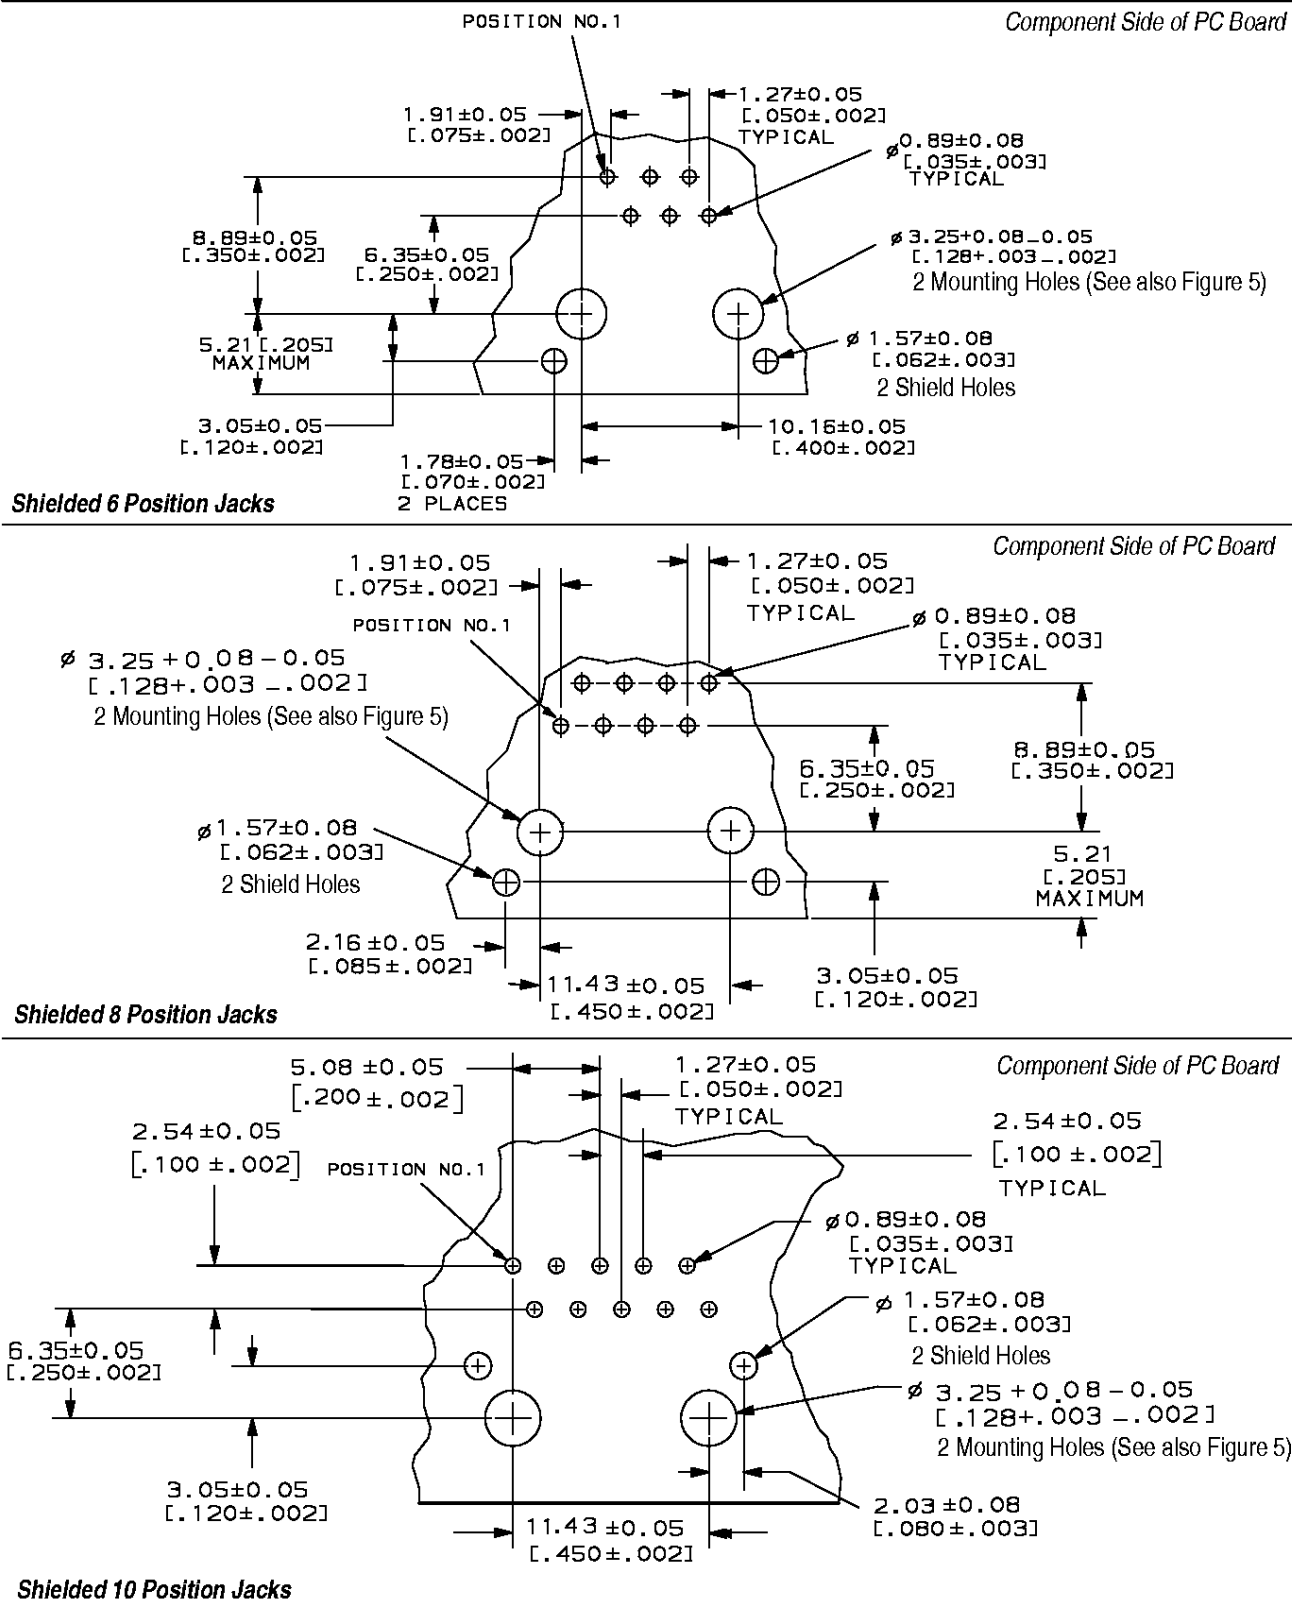 POSITION NO.1
Component Side of PC Board
1.91±0.05
[.075±.002]
1.27±0.05
[.050±.002]
TYPICAL
ø0.89±0.08
[.035±.003]
TYPICAL
8.89±0.05
[.350±.002]
6.35±0.05
[.250±.002]
ø 3.25+0.08-0.05
[.128+.003-.002]
2 Mounting Holes (See also Figure 5)
5.21[.205]
MAXIMUM
ø 1.57±0.08
[.062±.003]
2 Shield Holes
3.05±0.05
[.120±.002]
10.16±0.05
[.400±.002]
1.78±0.05
[.070±.002]
2 PLACES
Shielded 6 Position Jacks
Component Side of PC Board
1.91±0.05
[.075±.002]
1.27±0.05
[.050±.002]
TYPICAL
POSITION NO.1
ø 0.89±0.08
[.035±.003]
TYPICAL
ø 3.25+0.08-0.05
[.128+.003-.002]
2 Mounting Holes (See also Figure 5)
6.35±0.05
[.250±.002]
8.89±0.05
[.350±.002]
ø1.57±0.08
[.062±.003]
2 Shield Holes
5.21
[.205]
MAXIMUM
2.16±0.05
[.085±.002]
11.43±0.05
[.450±.002]
3.05±0.05
[.120±.002]
Shielded 8 Position Jacks
Component Side of PC Board
5.08±0.05
[.200±.002]
1.27±0.05
[.050±.002]
TYPICAL
2.54±0.05
[.100±.002]
POSITION NO.1
2.54±0.05
[.100±.002]
TYPICAL
ø0.89±0.08
[.035±.003]
TYPICAL
ø 1.57±0.08
[.062±.003]
2 Shield Holes
6.35±0.05
[.250±.002]
ø 3.25+0.08-0.05
[.128+.003-.002]
2 Mounting Holes (See also Figure 5)
3.05±0.05
[.120±.002]
2.03±0.08
[.080±.003]
11.43±0.05
[.450±.002]
Shielded 10 Position Jacks